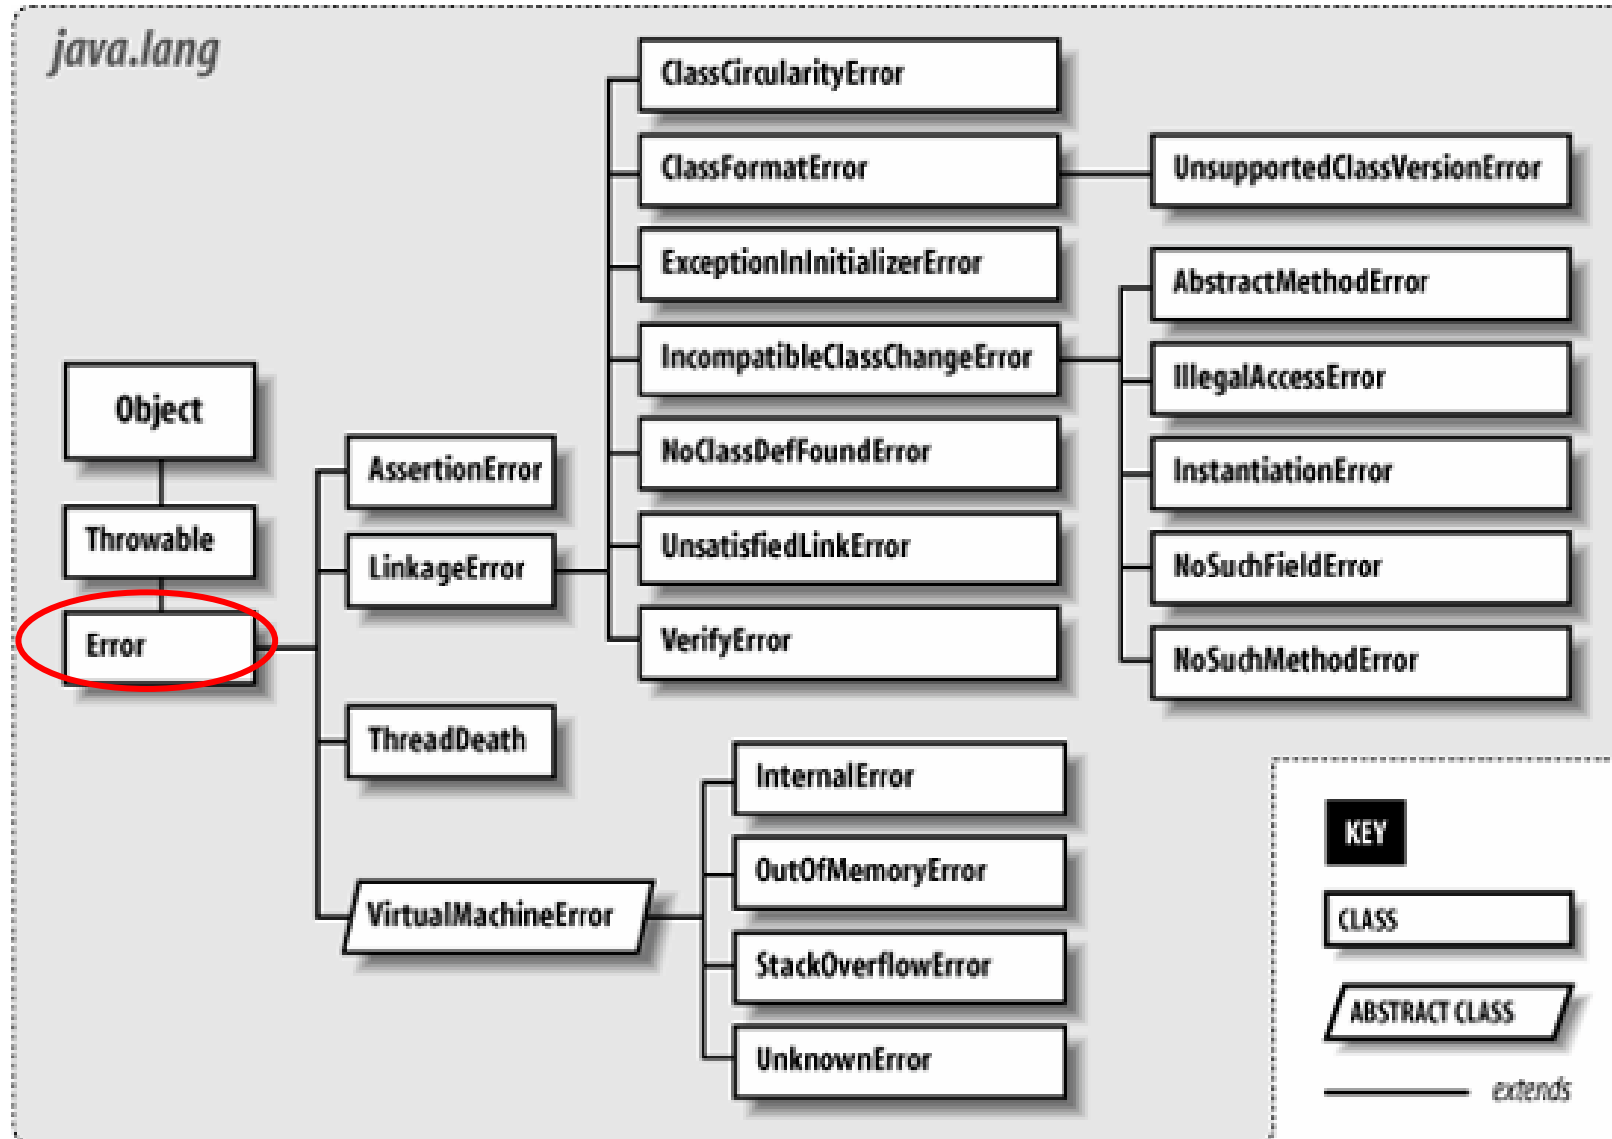 java.lang
Object
Throwable
Error
AssertionError
LinkageError
ThreadDeath
VirtualMachineError
ClassCircularityError
ClassFormatError
ExceptionInInitializerError
IncompatibleClassChangeError
NoClassDefFoundError
UnsatisfiedLinkError
VerifyError
UnsupportedClassVersionError
AbstractMethodError
IllegalAccessError
InstantiationError
NoSuchFieldError
NoSuchMethodError
InternalError
OutOfMemoryError
StackOverflowError
UnknownError
KEY
CLASS
ABSTRACT CLASS
extends